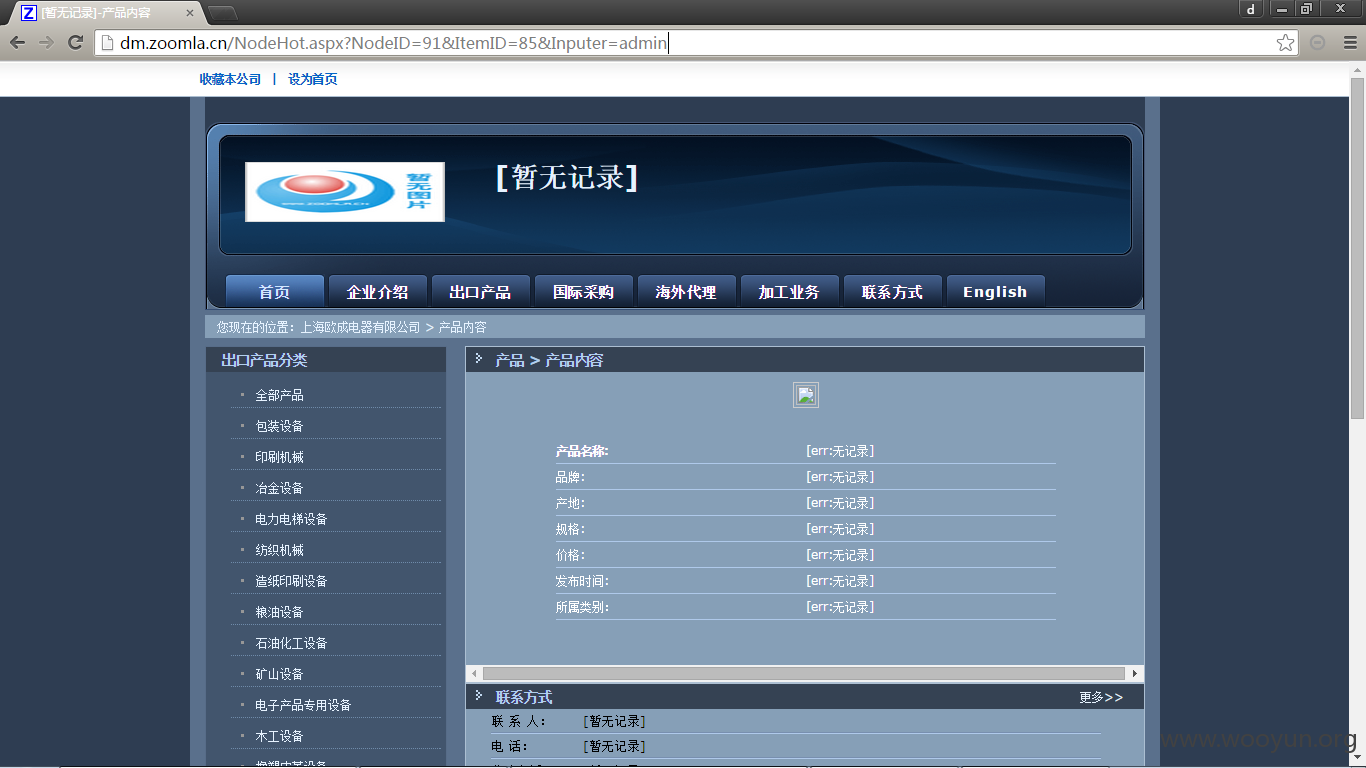 [暂无记录]-产品内容
dm.zoomla.cn/NodeHot.aspx?NodeID=91&ItemID=85&Inputer=admin
收藏本公司 | 设为首页
暂无图片
[暂无记录]
首页 企业介绍 出口产品 国际采购 海外代理 加工业务 联系方式 English
您现在的位置：上海欧成电器有限公司 > 产品内容
出口产品分类
全部产品
包装设备
印刷机械
冶金设备
电力电梯设备
纺织机械
造纸印刷设备
粮油设备
石油化工设备
矿山设备
电子产品专用设备
木工设备
产品 > 产品内容
产品名称: [err:无记录]
品牌: [err:无记录]
产地: [err:无记录]
规格: [err:无记录]
价格: [err:无记录]
发布时间: [err:无记录]
所属类别: [err:无记录]
联系方式 更多>>
联 系 人： [暂无记录]
电 话： [暂无记录]
www.wooyun.org